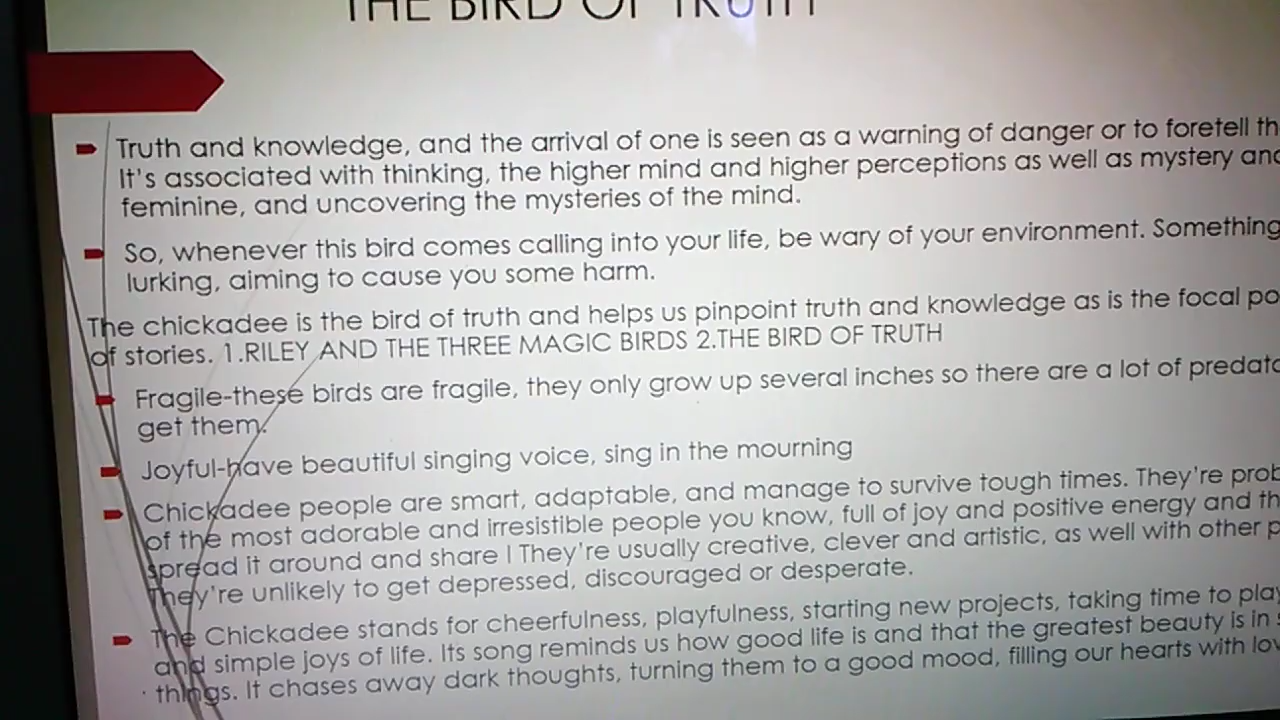 THE BIRD OF TRUTH
Truth and knowledge, and the arrival of one is seen as a warning of danger or to foretell
It's associated with thinking, the higher mind and higher perceptions as well as mystery and
feminine, and uncovering the mysteries of the mind.
So, whenever this bird comes calling into your life, be wary of your environment. Something
lurking, aiming to cause you some harm.
The chickadee is the bird of truth and helps us pinpoint truth and knowledge as is the focal
of stories. 1.RILEY AND THE THREE MAGIC BIRDS 2.THE BIRD OF TRUTH
Fragile-these birds are fragile, they only grow up several inches so there are a lot of
get them.
Joyful-have beautiful singing voice, sing in the mourning
Chickadee people are smart, adaptable, and manage to survive tough times. They're
of the most adorable and irresistible people you know, full of joy and positive energy and
spread it around and share I They're usually creative, clever and artistic, as well with other
They're unlikely to get depressed, discouraged or desperate.
The Chickadee stands for cheerfulness, playfulness, starting new projects, taking time to play
and simple joys of life. Its song reminds us how good life is and that the greatest beauty is in
things. It chases away dark thoughts, turning them to a good mood, filling our hearts with